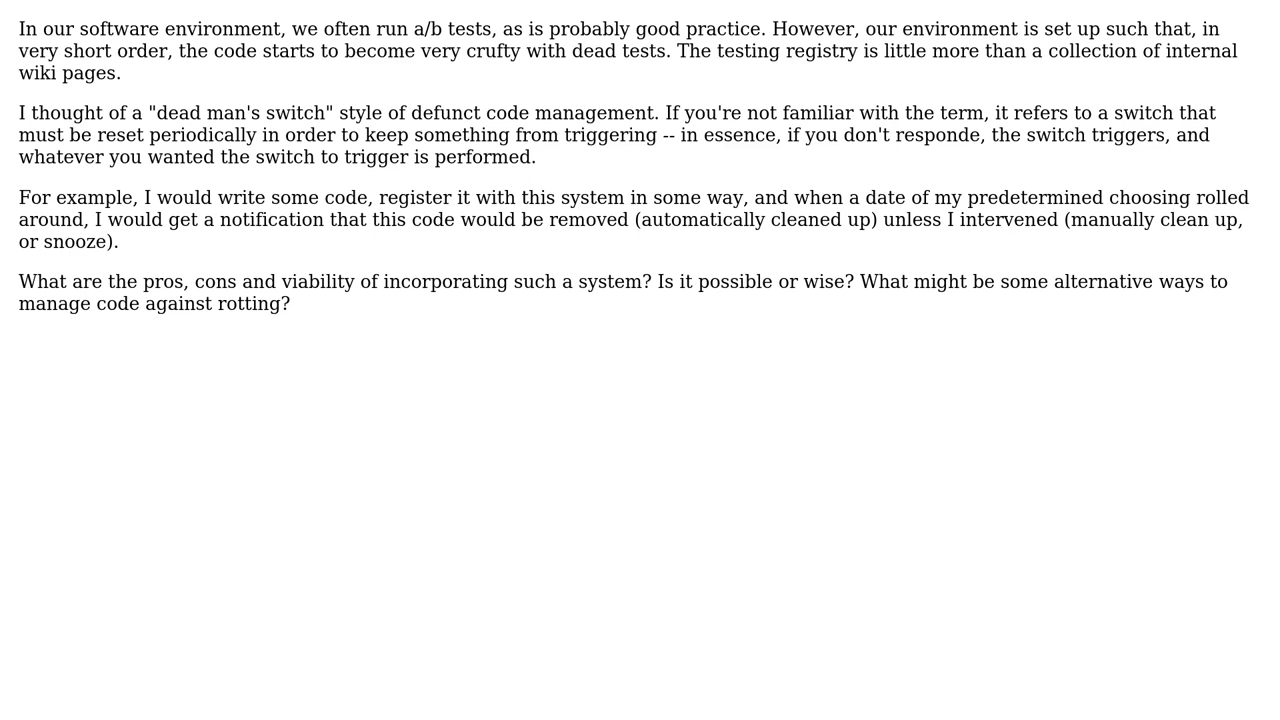 In our software environment, we often run a/b tests, as is probably good practice. However, our environment is set up such that, in
very short order, the code starts to become very crufty with dead tests. The testing registry is little more than a collection of internal
wiki pages.
I thought of a "dead man's switch" style of defunct code management. If you're not familiar with the term, it refers to a switch that
must be reset periodically in order to keep something from triggering -- in essence, if you don't responde, the switch triggers, and
whatever you wanted the switch to trigger is performed.
For example, I would write some code, register it with this system in some way, and when a date of my predetermined choosing rolled
around, I would get a notification that this code would be removed (automatically cleaned up) unless I intervened (manually clean up,
or snooze).
What are the pros, cons and viability of incorporating such a system? Is it possible or wise? What might be some alternative ways to
manage code against rotting?